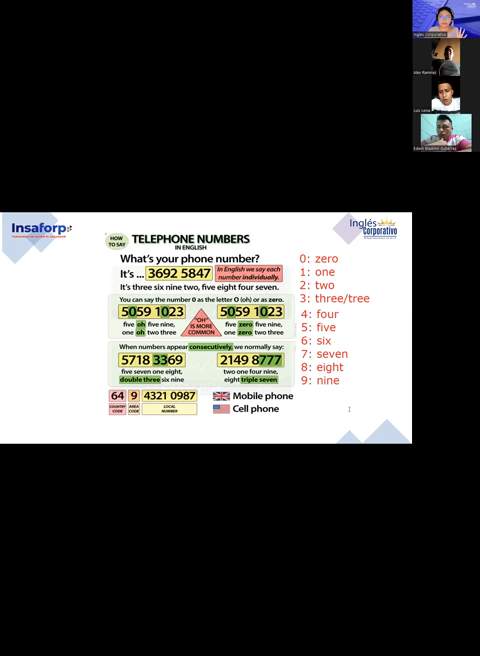 Inglés Corporativo
Alex Ramirez
Edwin Bladimir Gutierrez
Insaforp
Inglés
Corporativo
HOW
TO SAY
TELEPHONE NUMBERS
IN ENGLISH
What's your phone number?
It's ... 3692 5847
In English we say each
number individually.
It's three six nine two, five eight four seven.
You can say the number 0 as the letter O (oh) or as zero.
5059 1023
five oh five nine,
one oh two three
"OH"
IS MORE
COMMON
5059 1023
five zero five nine,
one zero two three
When numbers appear consecutively, we normally say:
5718 3369
five seven one eight,
double three six nine
2149 8777
two one four nine,
eight triple seven
64 9 4321 0987
COUNTRY
CODE
AREA
CODE
LOCAL
NUMBER
Mobile phone
Cell phone
0: zero
1: one
2: two
3: three/tree
4: four
5: five
6: six
7: seven
8: eight
9: nine